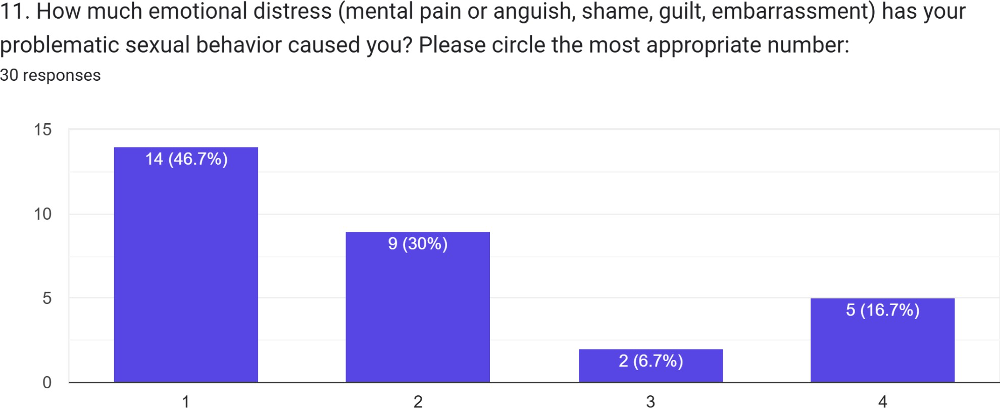 11. How much emotional distress (mental pain or anguish, shame, guilt, embarrassment) has your
problematic sexual behavior caused you? Please circle the most appropriate number:
30 responses
15
14 (46.7%)
10
9 (30%)
5
5 (16.7%)
2 (6.7%)
0
1 2 3 4